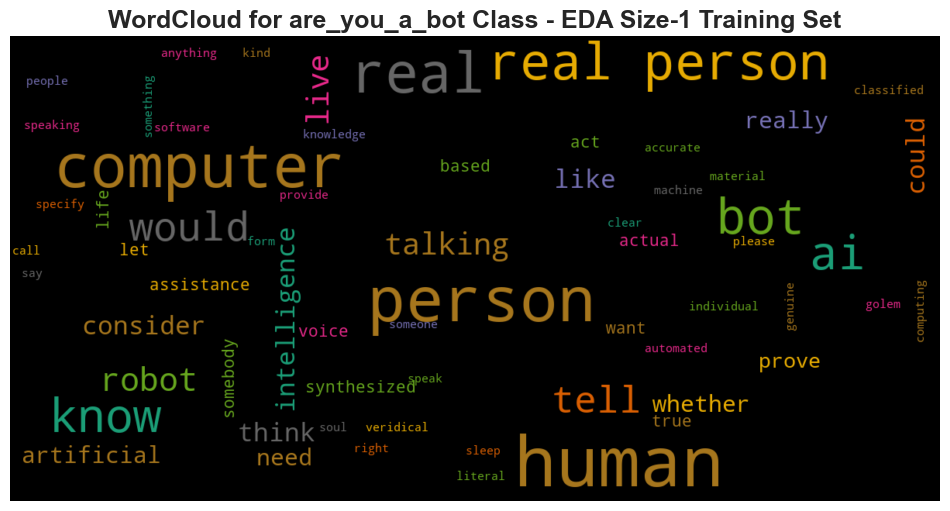 WordCloud for are_you_a_bot Class - EDA Size-1 Training Set
anything
kind
real person
people
live
real
classified
something
speaking
software
knowledge
really
could
act
accurate
computer
based
like
material
machine
life
specify
provide
bot
would
form
clear
call
let
talking
actual
please
ai
say
intelligence
assistance
person
individual
genuine
golem
computing
consider
voice
someone
want
automated
prove
robot
somebody
synthesized
speak
tell
whether
know
think
soul
veridical
true
artificial
need
right
sleep
human
literal